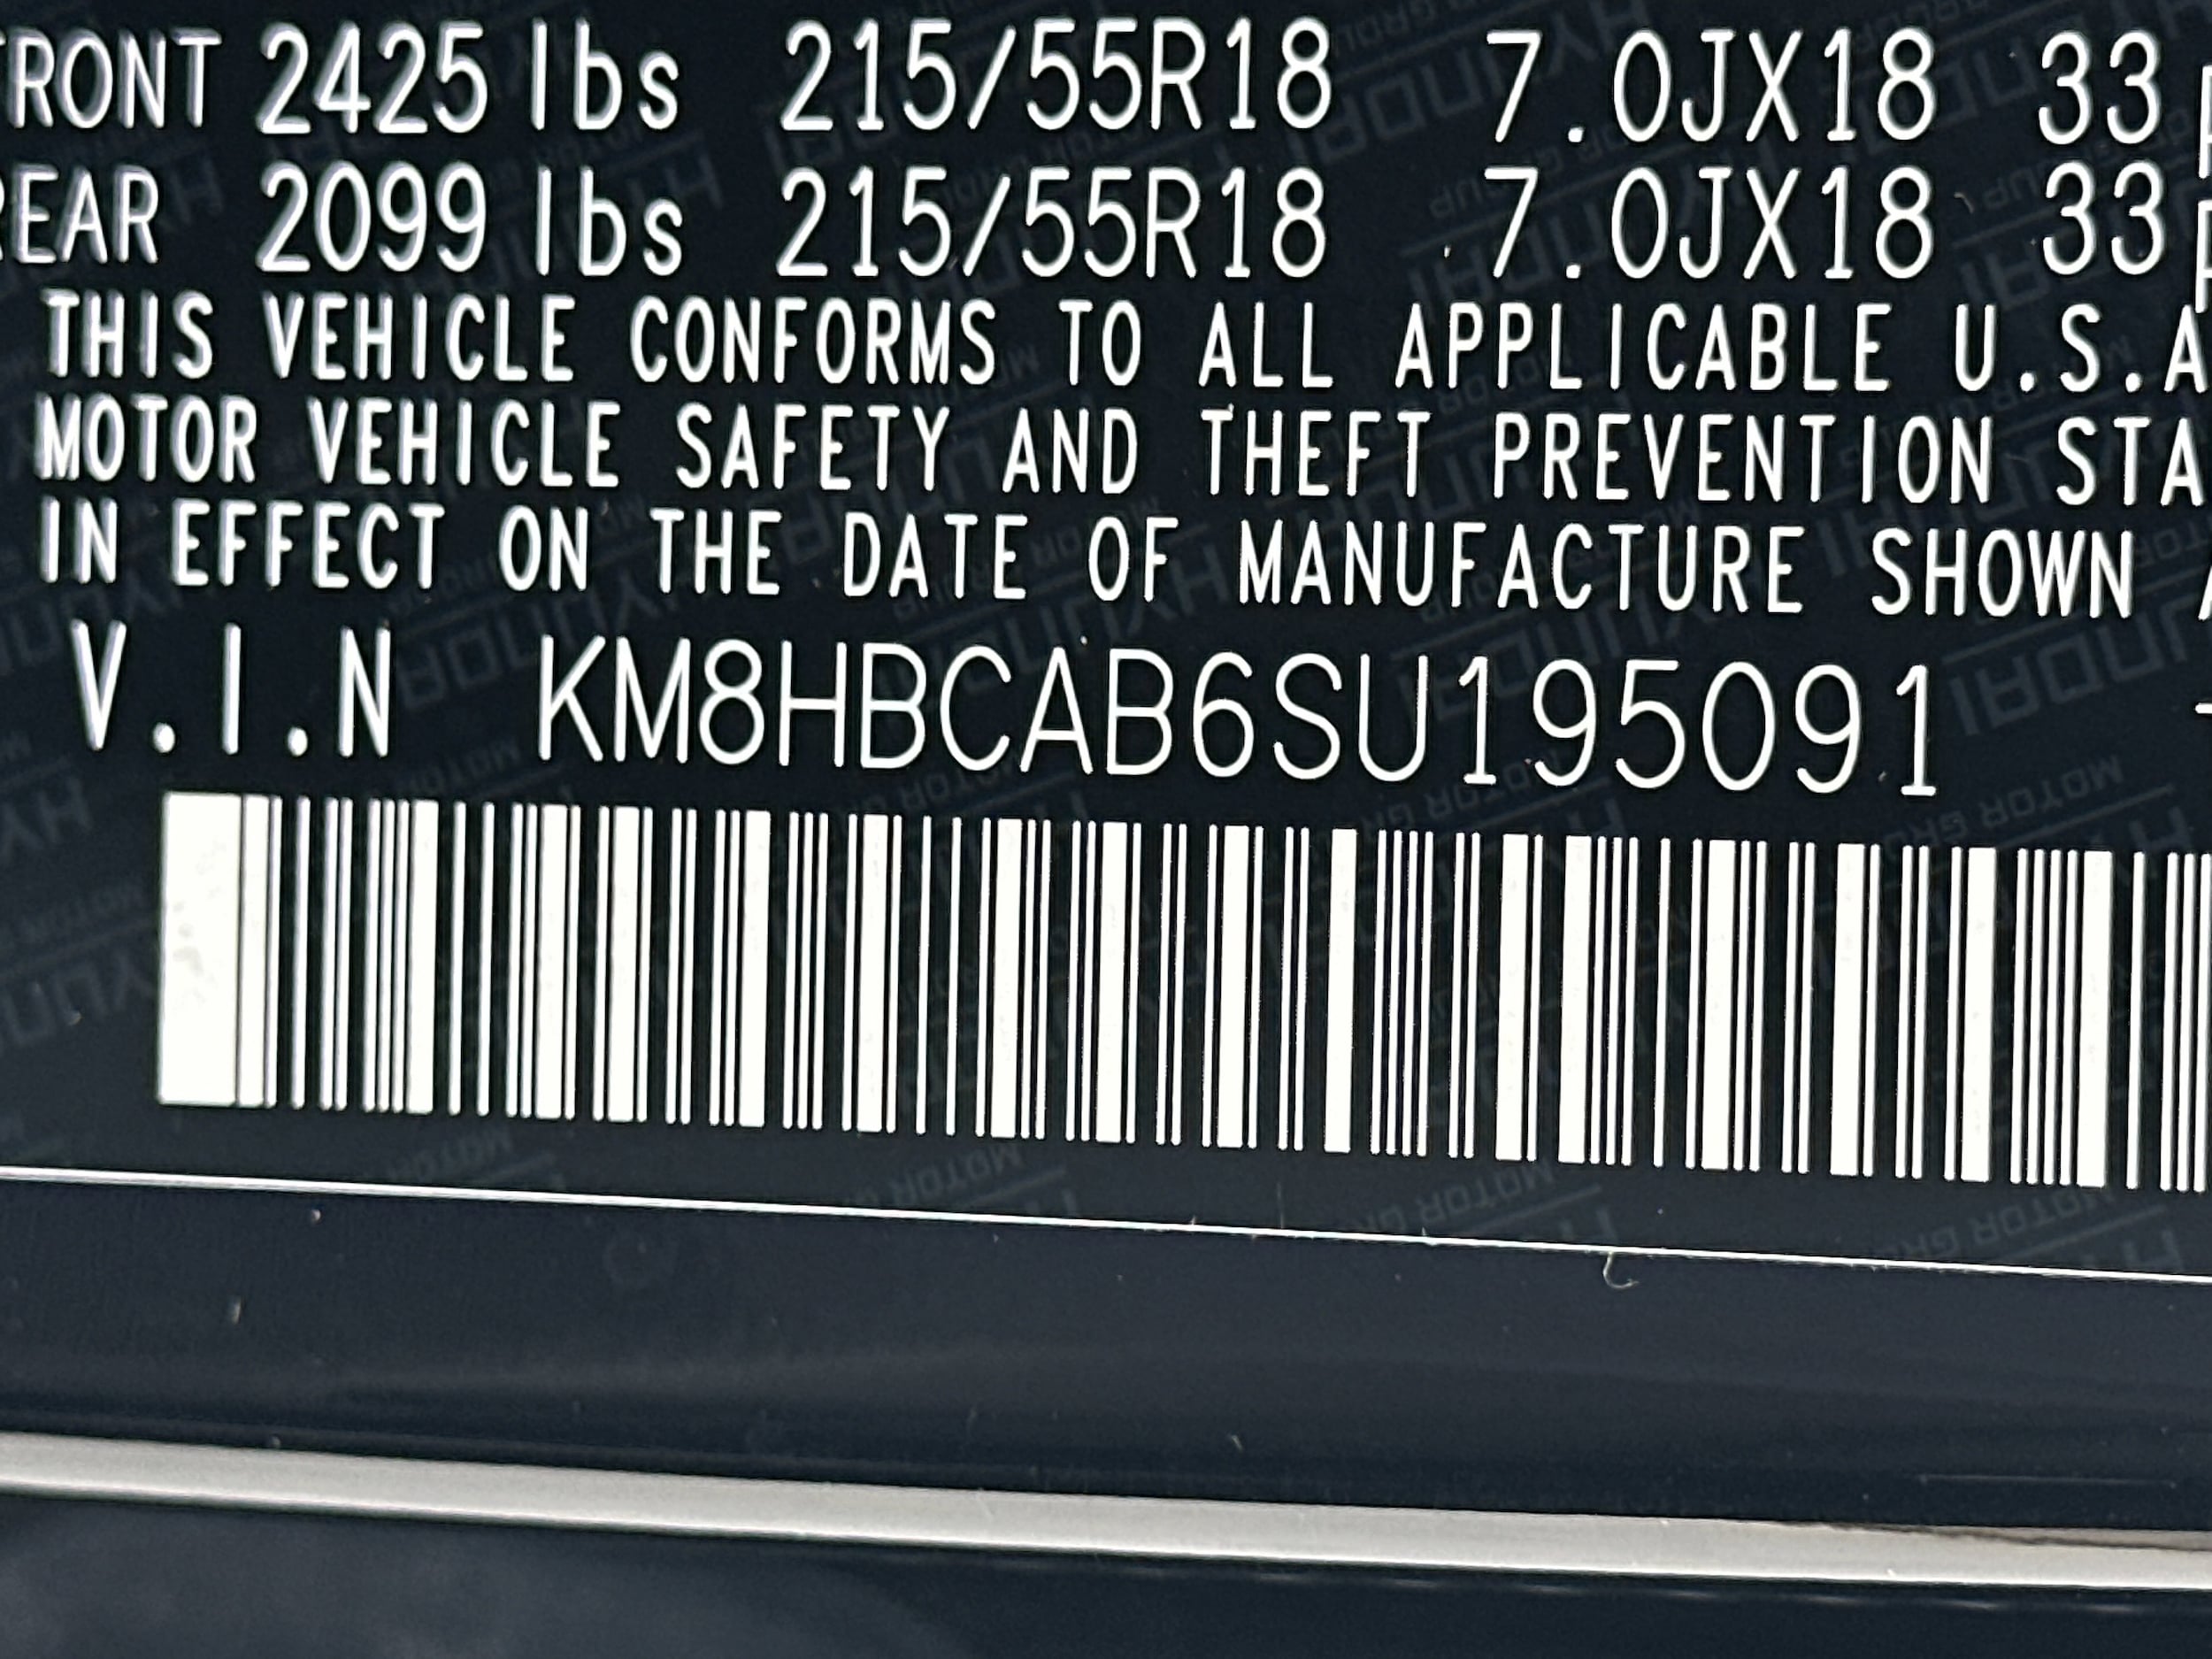 FRONT 2425 lbs 215/55R18 7.0JX18 33
REAR 2099 lbs 215/55R18 7.0JX18 33
THIS VEHICLE CONFORMS TO ALL APPLICABLE U.S.A
MOTOR VEHICLE SAFETY AND THEFT PREVENTION STA
IN EFFECT ON THE DATE OF MANUFACTURE SHOWN
V.I.N KM8HBCAB6SU195091